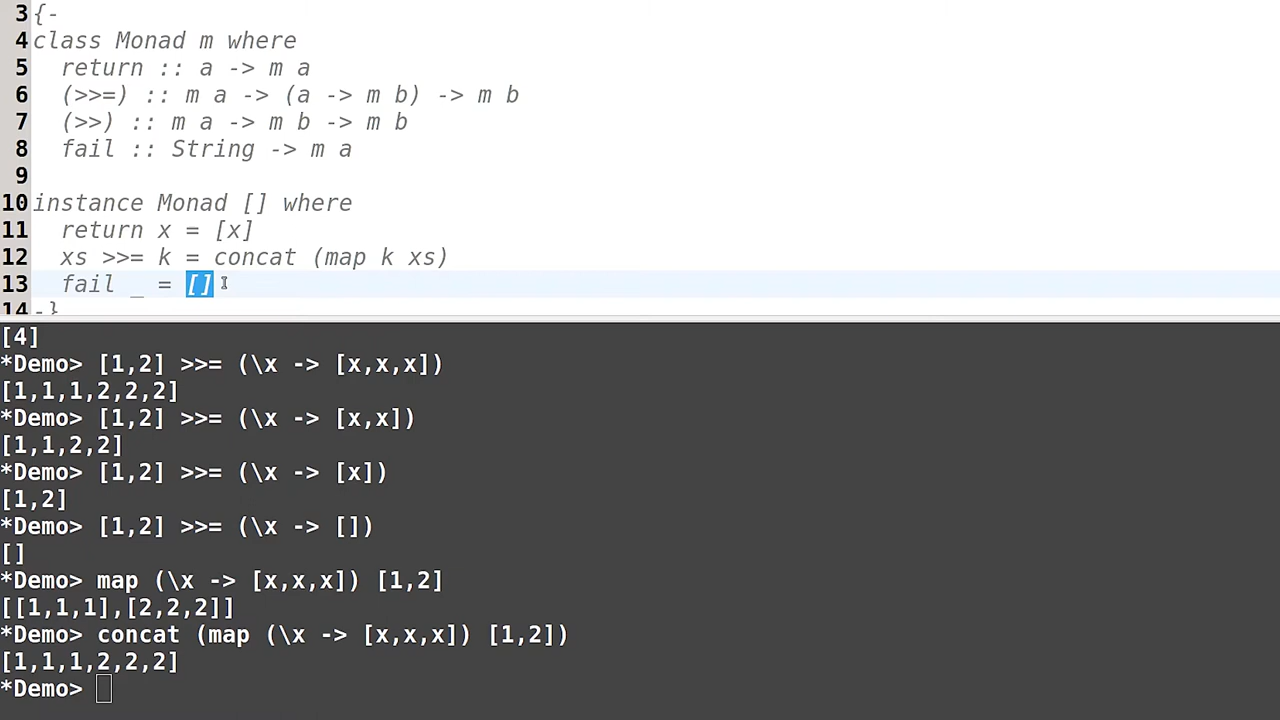 3 {-
4 class Monad m where
5   return :: a -> m a
6   (>>=) :: m a -> (a -> m b) -> m b
7   (>>) :: m a -> m b -> m b
8   fail :: String -> m a
9
10 instance Monad [] where
11   return x = [x]
12   xs >>= k = concat (map k xs)
13   fail _ = []
14 -}
[4]
*Demo> [1,2] >>= (\x -> [x,x,x])
[1,1,1,2,2,2]
*Demo> [1,2] >>= (\x -> [x,x])
[1,1,2,2]
*Demo> [1,2] >>= (\x -> [x])
[1,2]
*Demo> [1,2] >>= (\x -> [])
[]
*Demo> map (\x -> [x,x,x]) [1,2]
[[1,1,1],[2,2,2]]
*Demo> concat (map (\x -> [x,x,x]) [1,2])
[1,1,1,2,2,2]
*Demo>